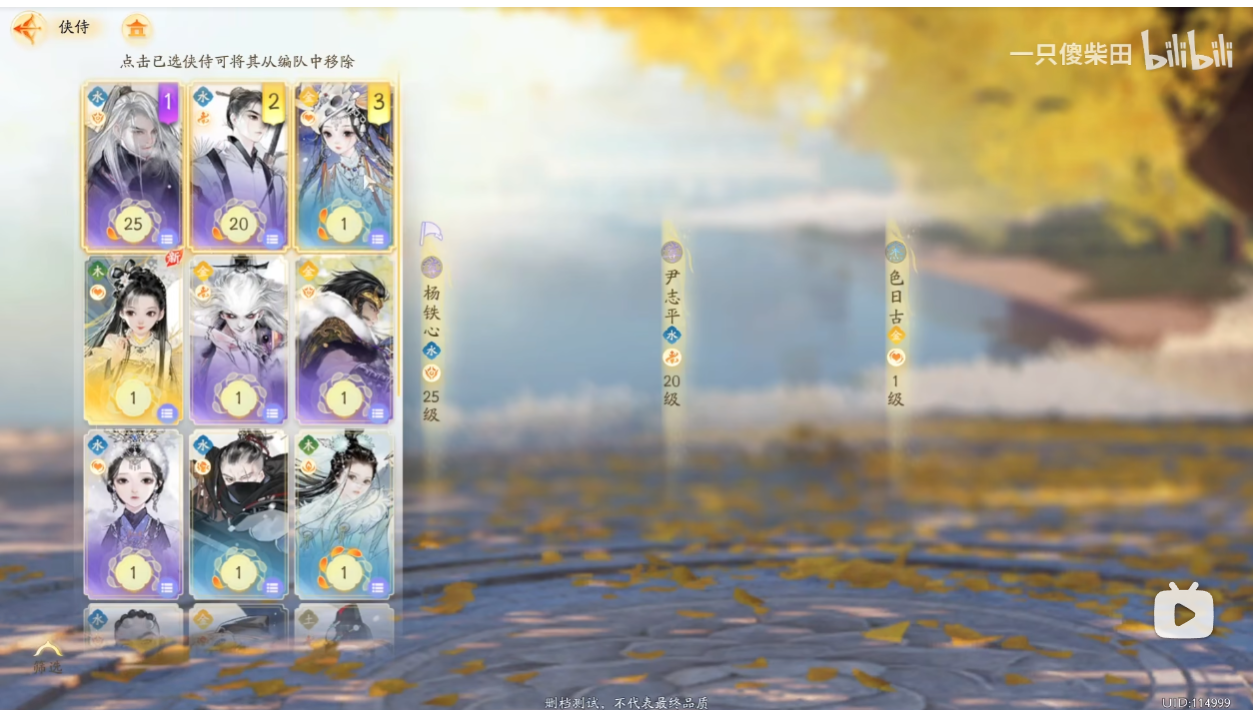 侠侍
点击已选侠侍可将其从编队中移除
一只傻柴田 bilibili
水 1
水 2
金 3
25
20
1
木 新
金
金
1
1
1
水
水
木
1
1
1
水
金
土
筛选
杨铁心
水
25级
尹志平
水
20级
色目古
金
1级
删档测试，不代表最终品质
UID:114999